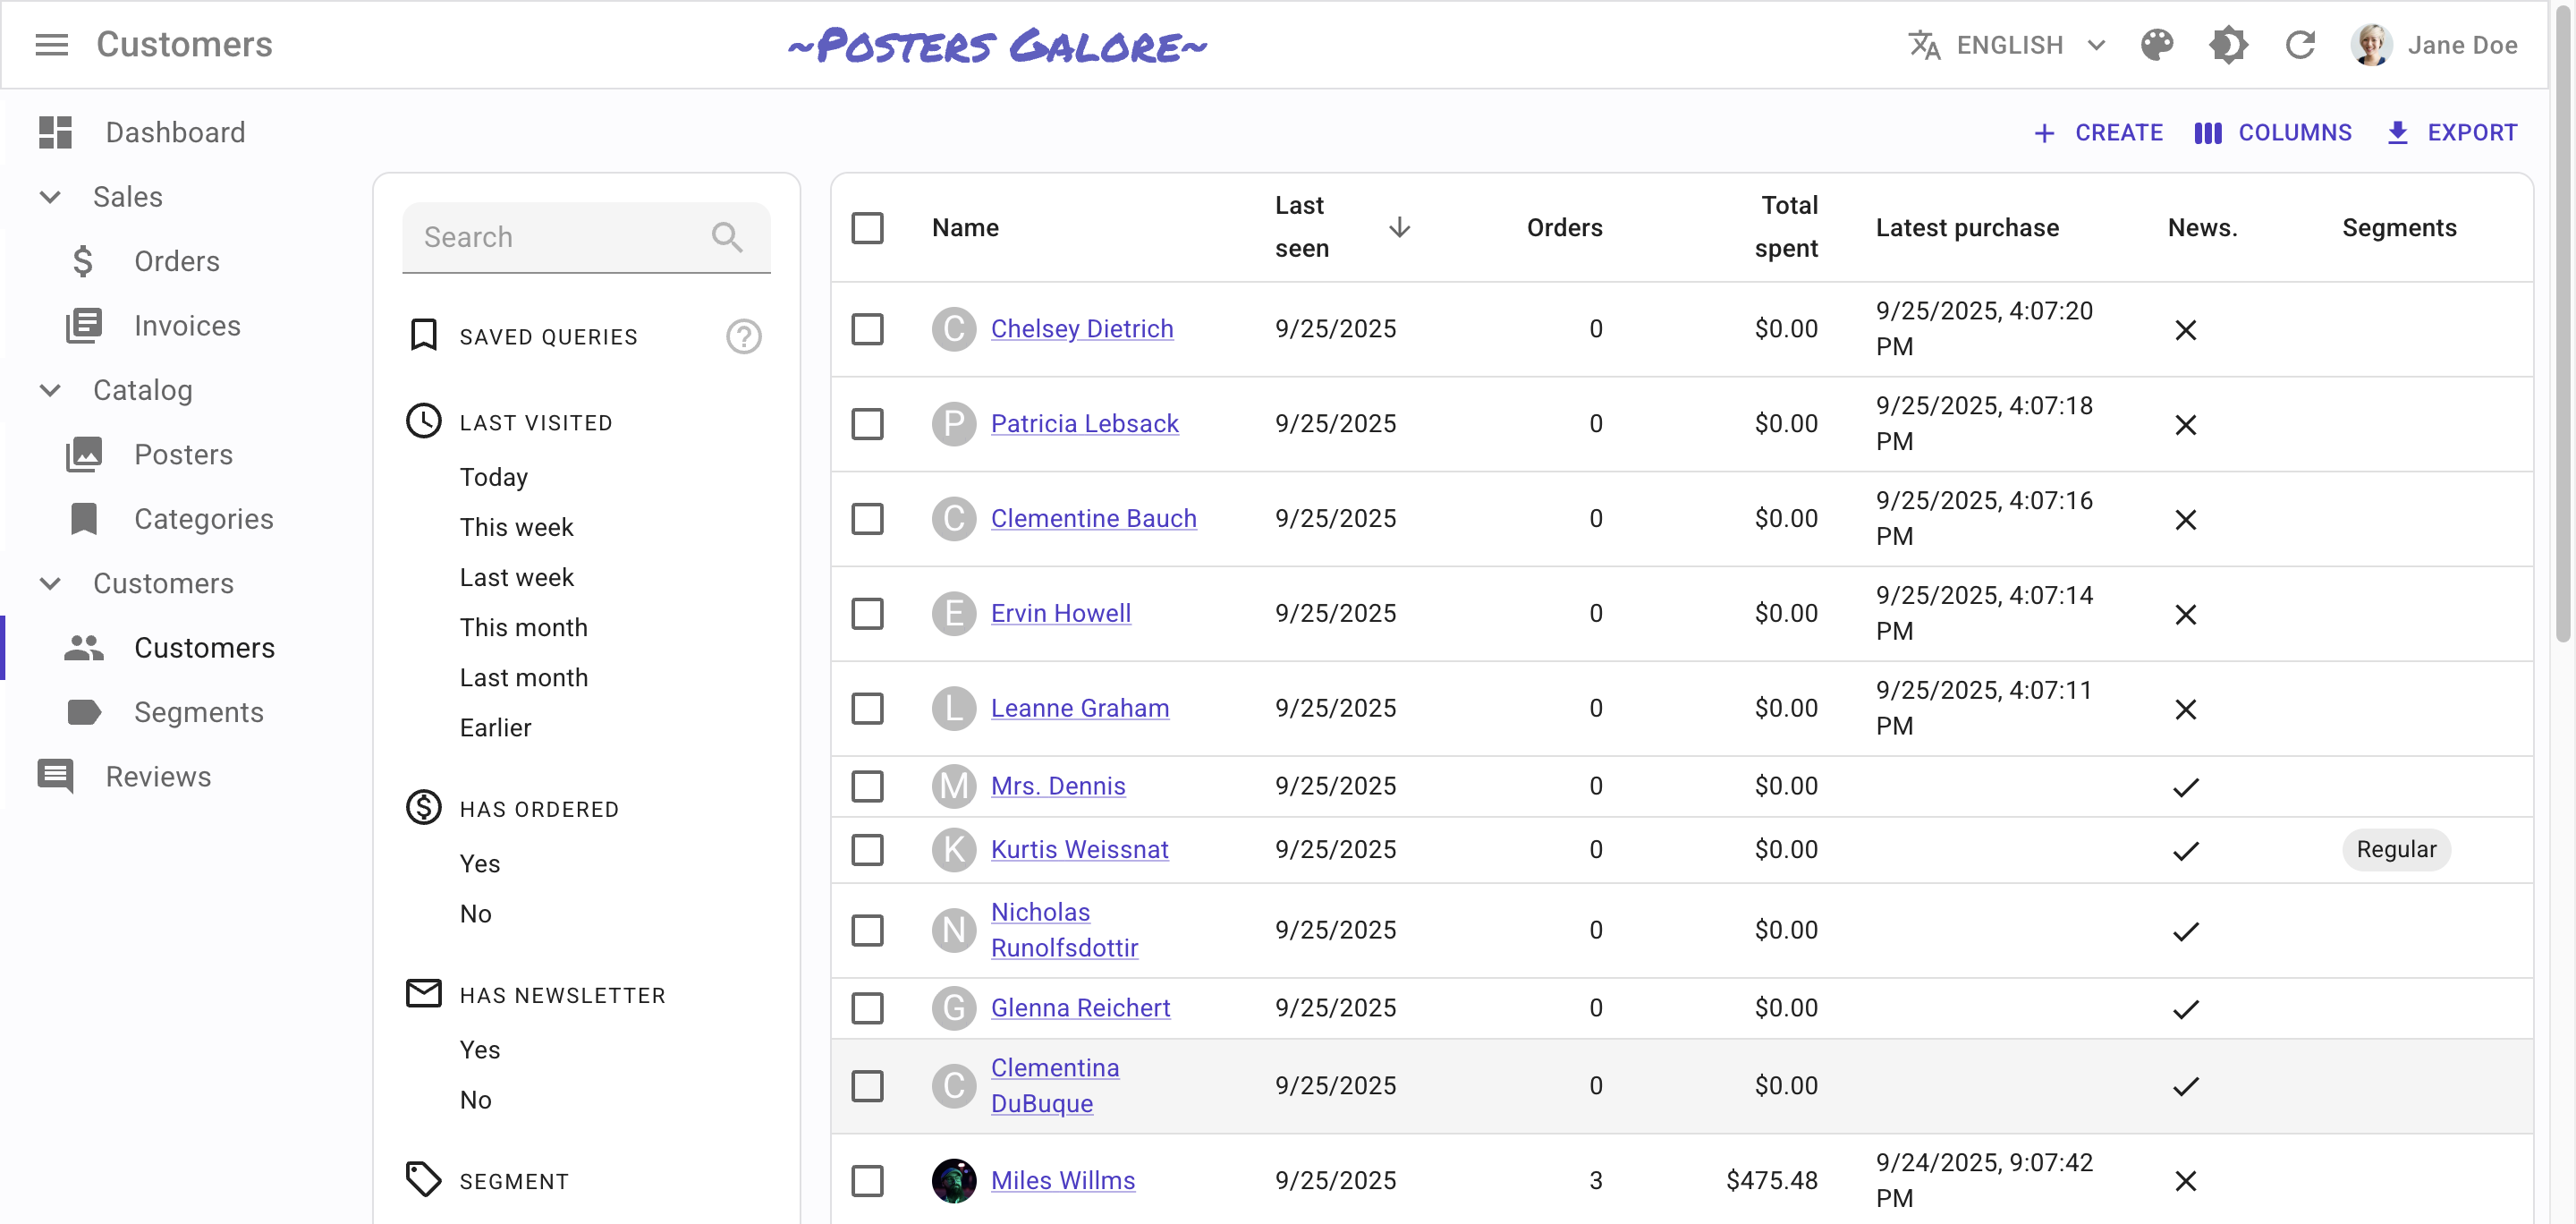 Customers
~Posters Galore~
ENGLISH
Jane Doe
Dashboard
Sales
Orders
Invoices
Catalog
Posters
Categories
Customers
Customers
Segments
Reviews
CREATE
COLUMNS
EXPORT
Search
SAVED QUERIES
?
LAST VISITED
Today
This week
Last week
This month
Last month
Earlier
HAS ORDERED
Yes
No
HAS NEWSLETTER
Yes
No
SEGMENT
Name
Last
seen
Orders
Total
spent
Latest purchase
News.
Segments
C Chelsey Dietrich 9/25/2025 0 $0.00 9/25/2025, 4:07:20
PM
P Patricia Lebsack 9/25/2025 0 $0.00 9/25/2025, 4:07:18
PM
C Clementine Bauch 9/25/2025 0 $0.00 9/25/2025, 4:07:16
PM
E Ervin Howell 9/25/2025 0 $0.00 9/25/2025, 4:07:14
PM
L Leanne Graham 9/25/2025 0 $0.00 9/25/2025, 4:07:11
PM
M Mrs. Dennis 9/25/2025 0 $0.00
K Kurtis Weissnat 9/25/2025 0 $0.00 Regular
N Nicholas
Runolfsdottir 9/25/2025 0 $0.00
G Glenna Reichert 9/25/2025 0 $0.00
C Clementina
DuBuque 9/25/2025 0 $0.00
Miles Willms 9/25/2025 3 $475.48 9/24/2025, 9:07:42
PM